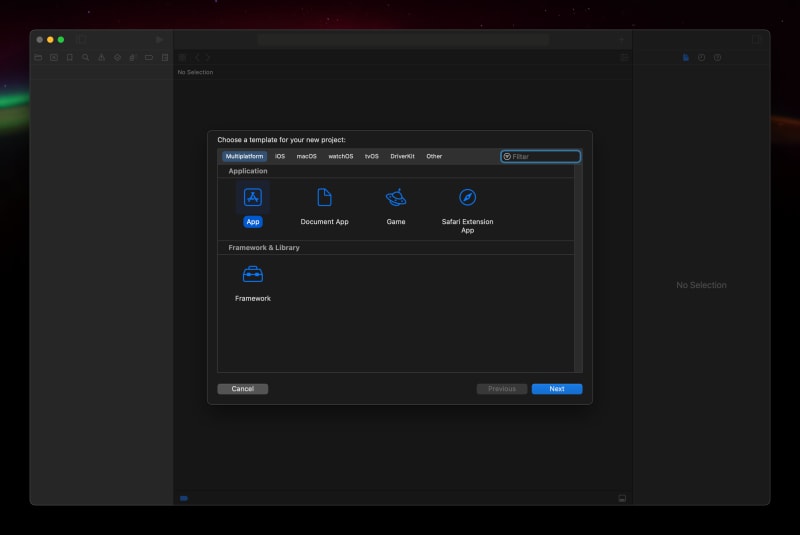 No Selection
Choose a template for your new project:
Multiplatform iOS macOS watchOS tvOS DriverKit Other Filter
Application
App Document App Game Safari Extension App
Framework & Library
Framework
No Selection
Cancel Previous Next